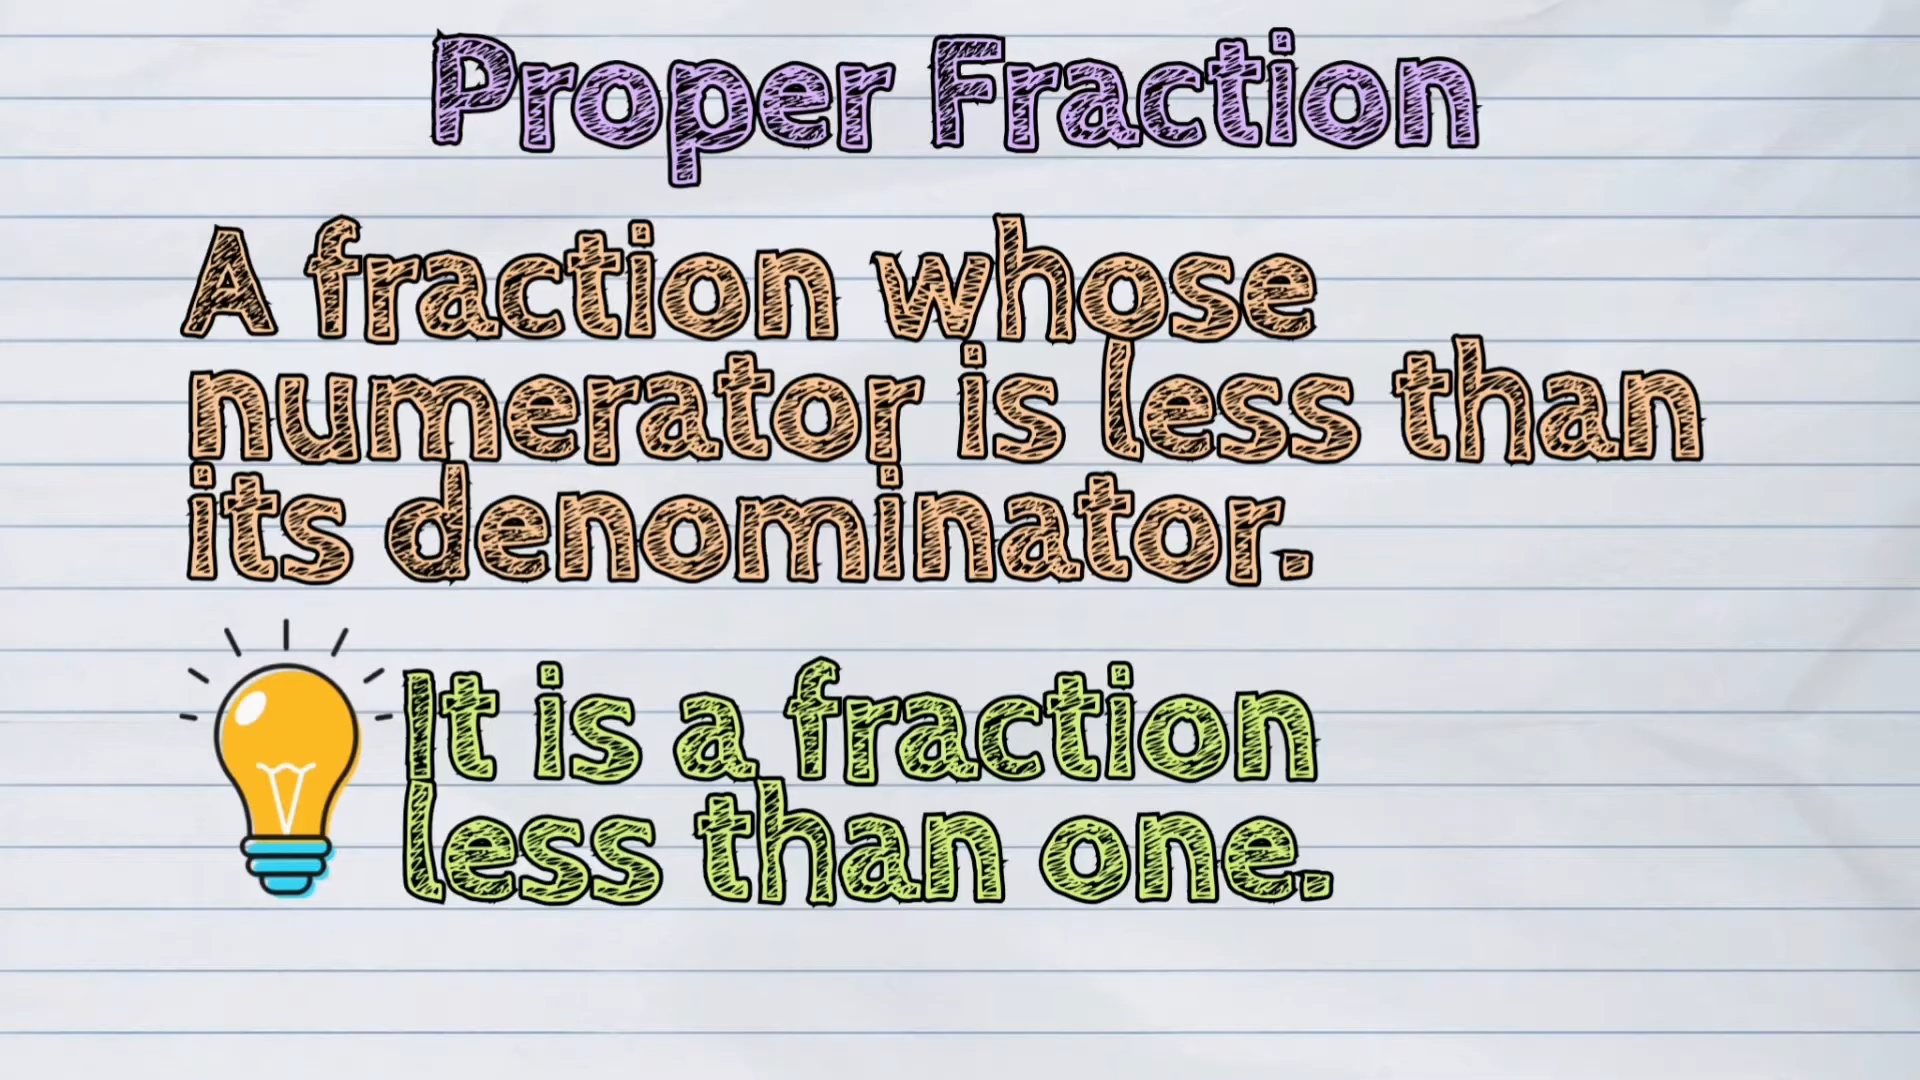 Proper Fraction
A fraction whose
numerator is less than
its denominator.
It is a fraction
less than one.